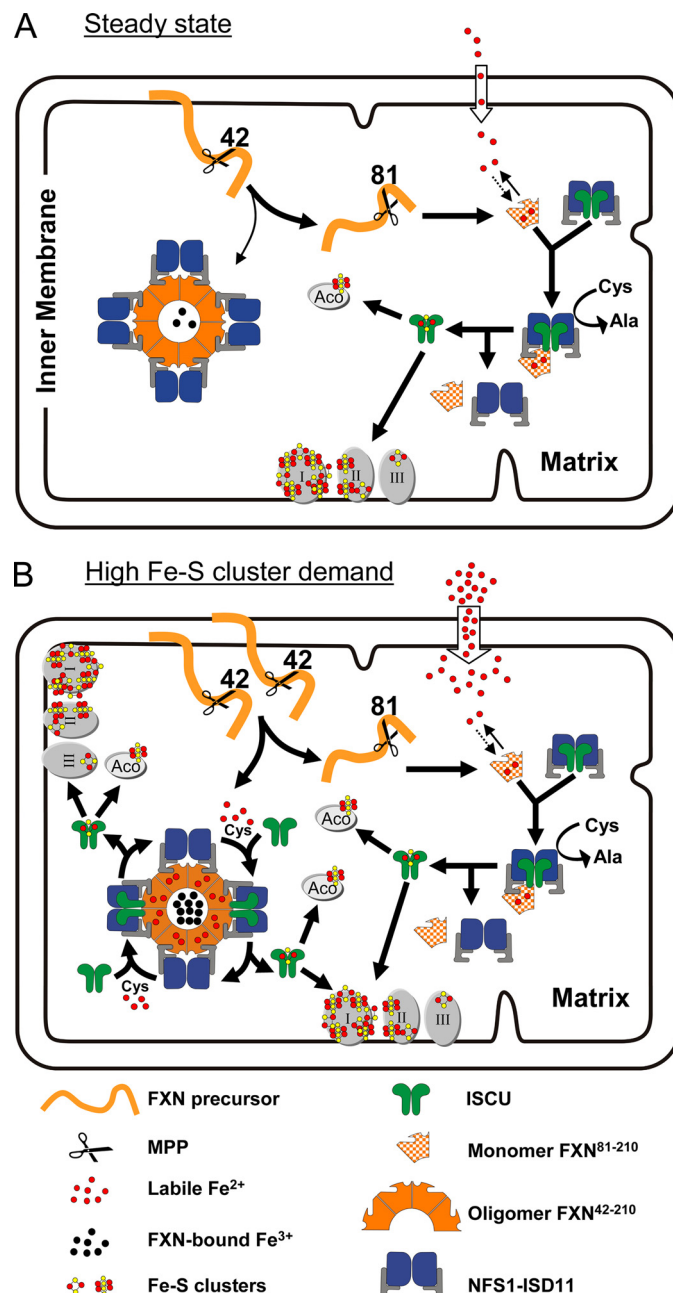 A Steady state
42
81
Inner Membrane
Aco
Cys
Ala
I II III
Matrix
B High Fe-S cluster demand
42
42
81
I
II
III
Aco
Cys
Aco
Cys
Ala
Aco
Cys
I II III
Matrix
FXN precursor
ISCU
MPP
Monomer FXN81-210
Labile Fe2+
Oligomer FXN42-210
FXN-bound Fe3+
Fe-S clusters
NFS1-ISD11